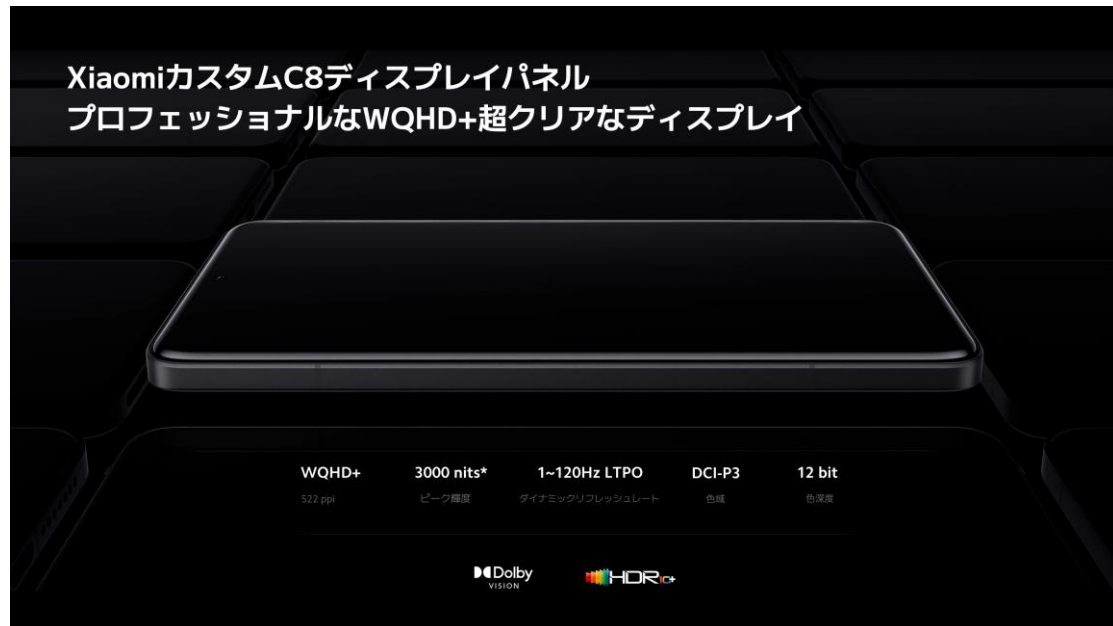 XiaomiカスタムC8ディスプレイパネル
プロフェッショナルなWQHD+超クリアなディスプレイ
WQHD+
522 ppi
3000 nits*
ピーク輝度
1~120Hz LTPO
ダイナミックリフレッシュレート
DCI-P3
色域
12 bit
色深度
Dolby
VISION
HDR10+